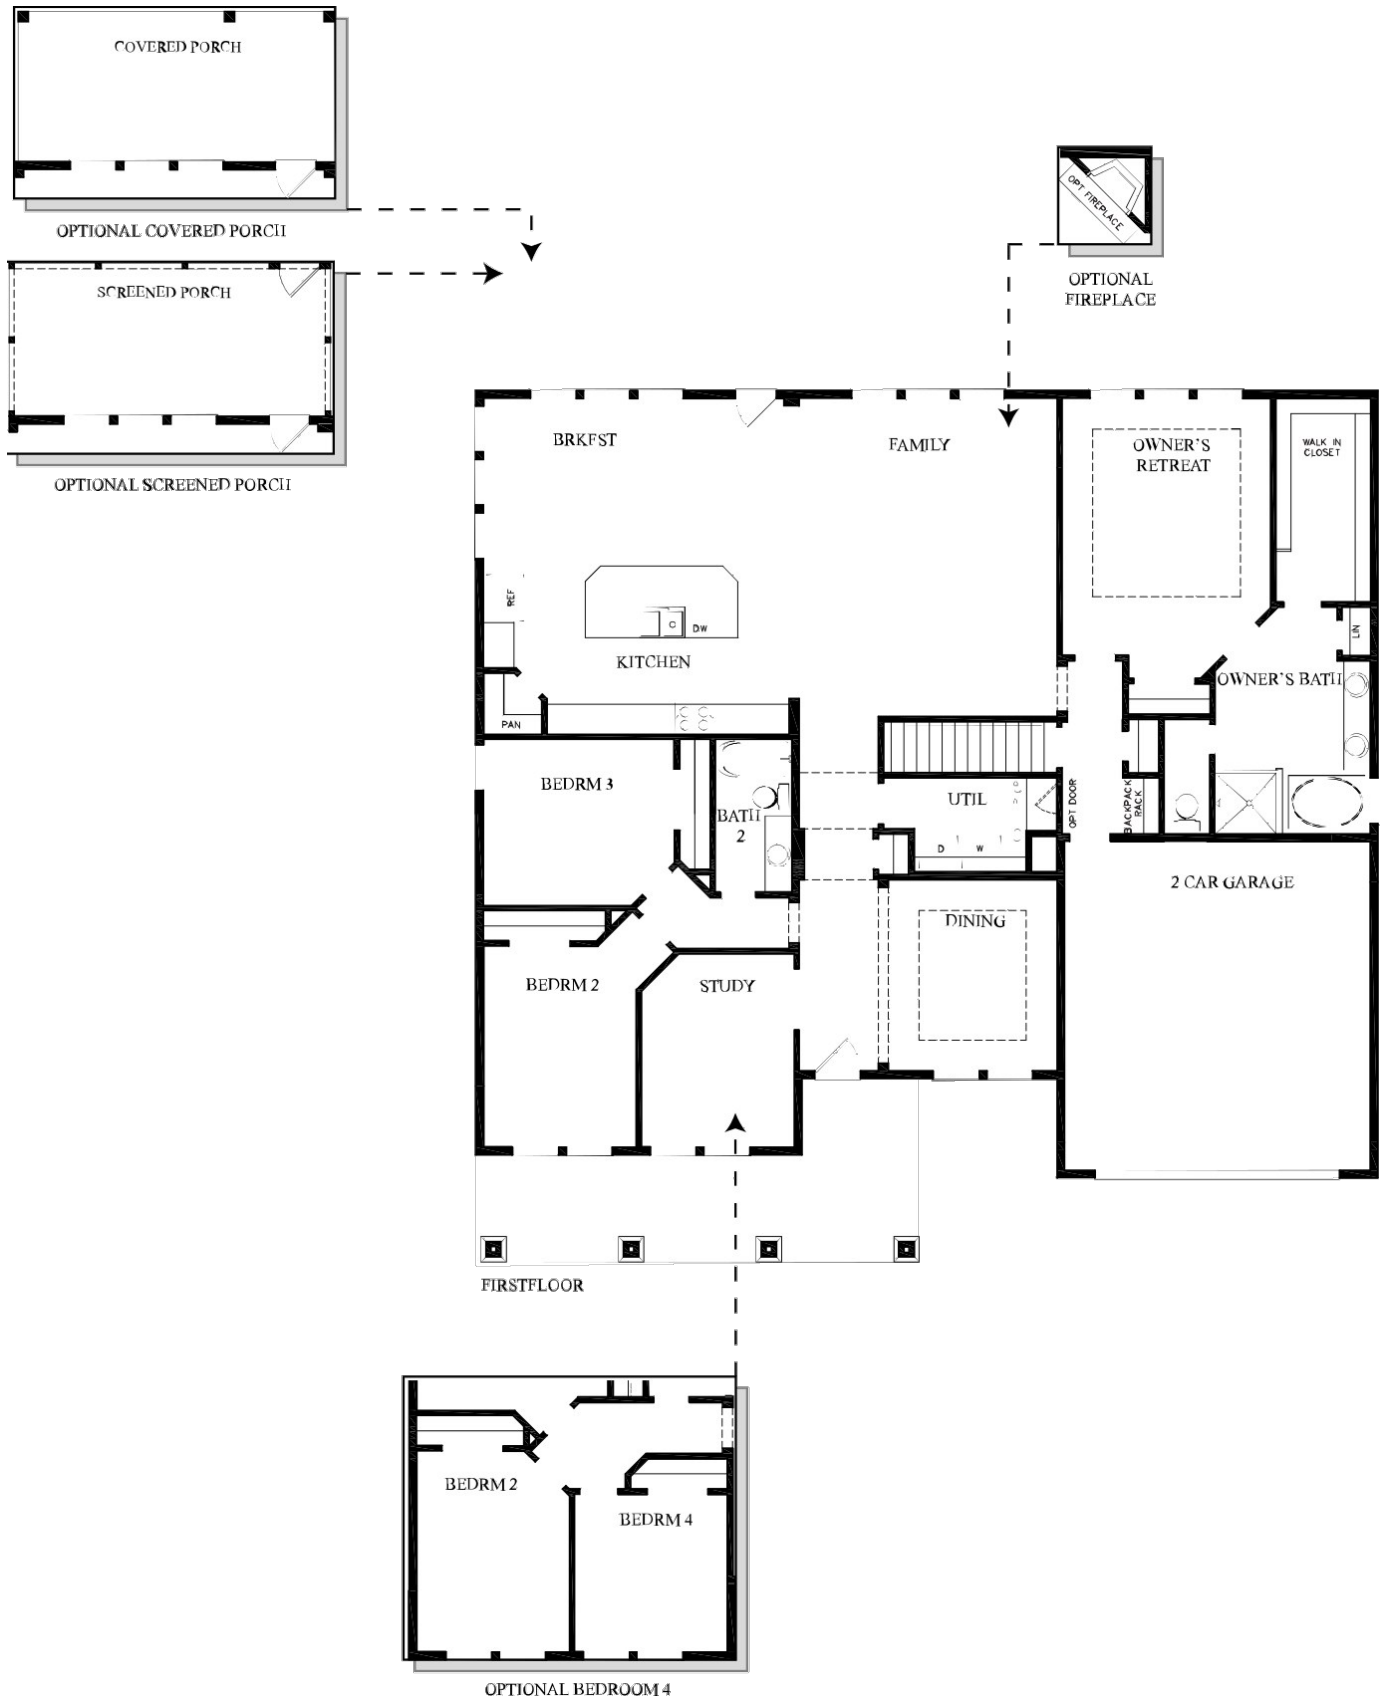 COVERED PORCH
OPTIONAL COVERED PORCH
SCREENED PORCH
OPTIONAL SCREENED PORCH
OPT FIREPLACE
OPTIONAL
FIREPLACE
BRKFST
FAMILY
OWNER'S
RETREAT
WALK IN
CLOSET
REF
DW
KITCHEN
LIN
OWNER'S BATH
PAN
BEDRM 3
BATH
2
UTIL
OPT DOOR
BACKPACK
RACK
D
W
2 CAR GARAGE
DINING
BEDRM 2
STUDY
FIRSTFLOOR
BEDRM 2
BEDRM 4
OPTIONAL BEDROOM 4